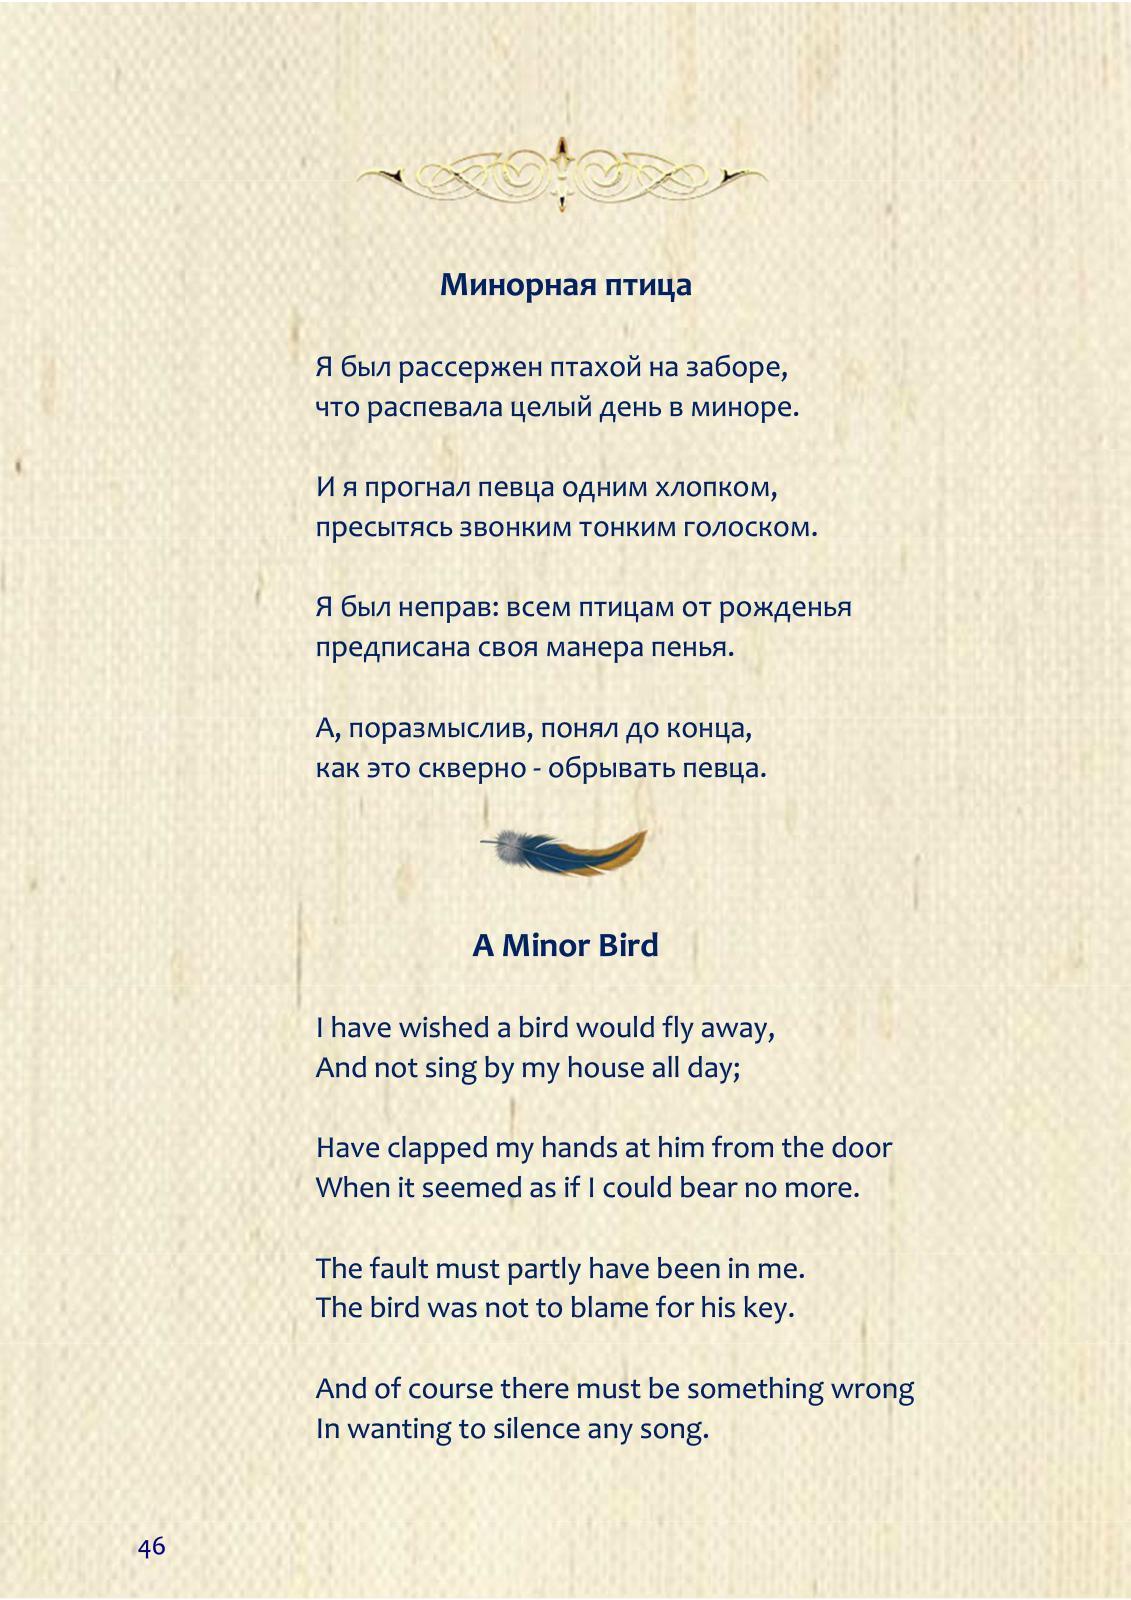 Минорная птица
Я был рассержен птахой на заборе,
что распевала целый день в миноре.
И я прогнал певца одним хлопком,
пресытясь звонким тонким голоском.
Я был неправ: всем птицам от рожденья
предписана своя манера пенья.
А, поразмыслив, понял до конца,
как это скверно - обрывать певца.
A Minor Bird
I have wished a bird would fly away,
And not sing by my house all day;
Have clapped my hands at him from the door
When it seemed as if I could bear no more.
The fault must partly have been in me.
The bird was not to blame for his key.
And of course there must be something wrong
In wanting to silence any song.
46